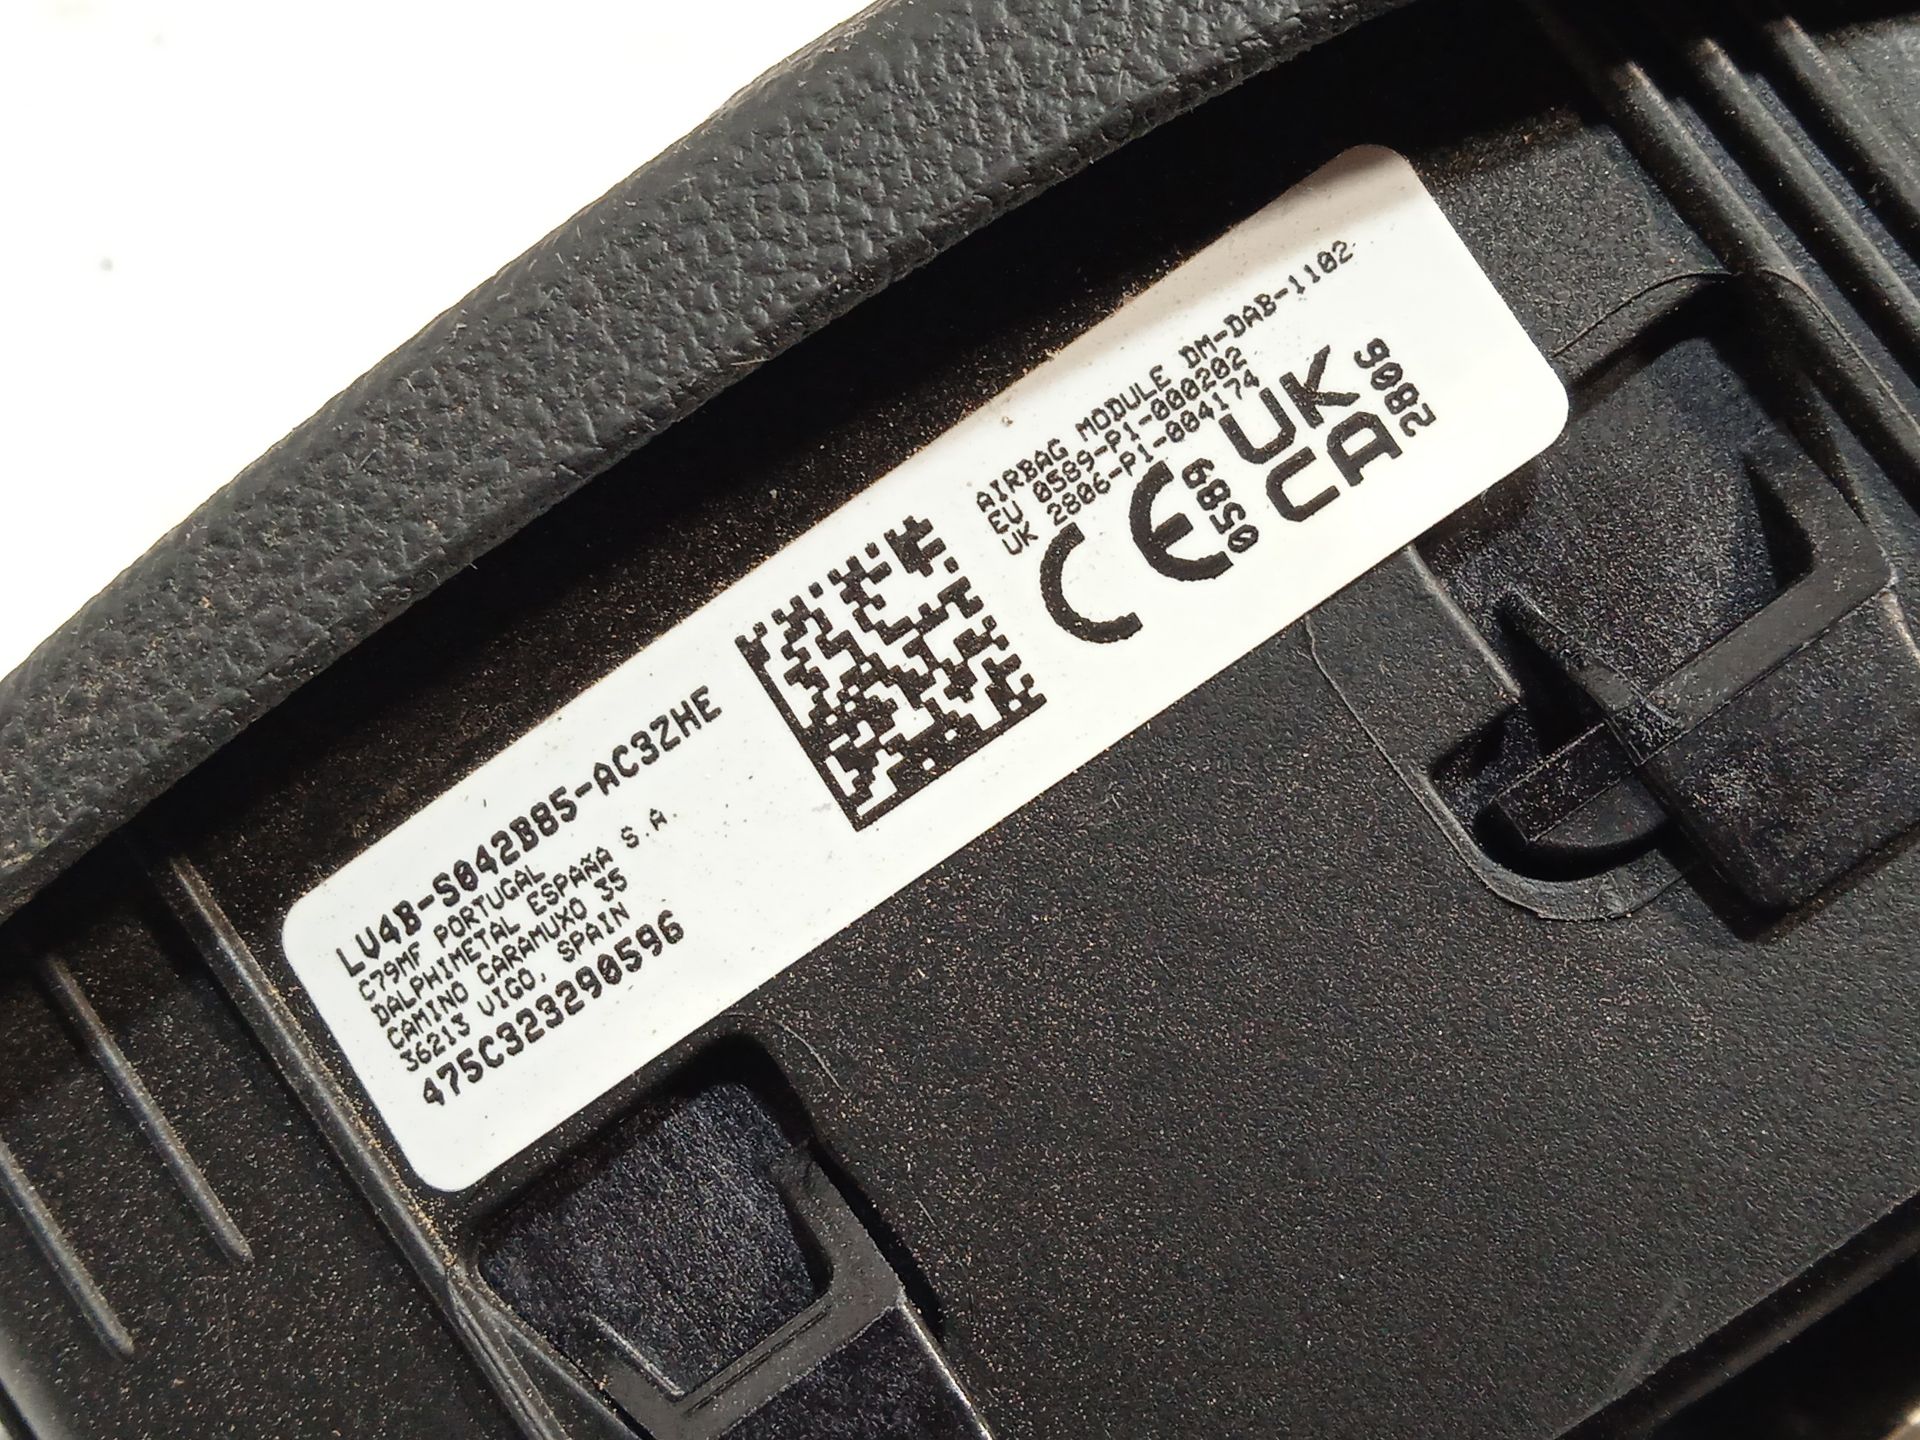 LV4B-S042B85-AC3ZHE
C79MF PORTUGAL
DALPHIMETAL ESPAÑA S.A.
CAMINO CARAMUXO 35
36213 VIGO, SPAIN
475C323290596
AIRBAG MODULE DM-DAB-1102
EU 0589-P1-000202
UK 2806-P1-004174
CE
0589
UK
CA
2806